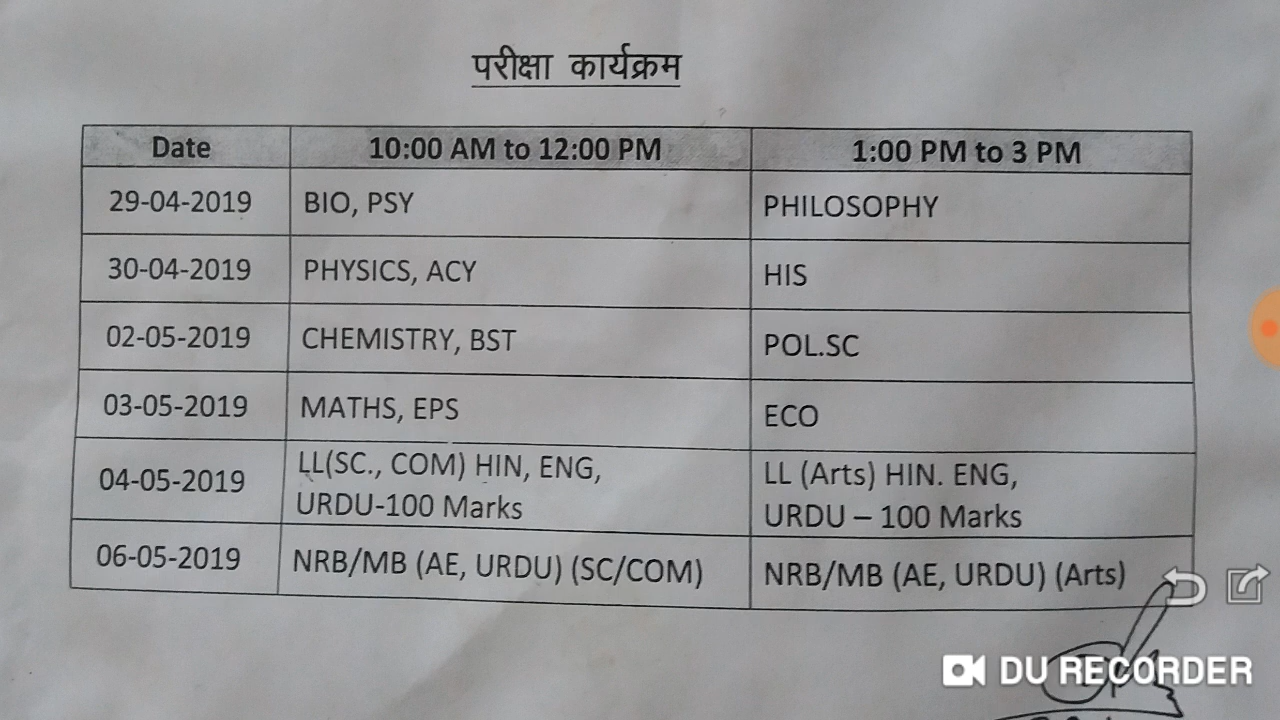 परीक्षा कार्यक्रम
Date 10:00 AM to 12:00 PM 1:00 PM to 3 PM
29-04-2019 BIO, PSY PHILOSOPHY
30-04-2019 PHYSICS, ACY HIS
02-05-2019 CHEMISTRY, BST POL.SC
03-05-2019 MATHS, EPS ECO
04-05-2019 LL(SC., COM) HIN, ENG,
URDU-100 Marks
LL (Arts) HIN. ENG,
URDU – 100 Marks
06-05-2019 NRB/MB (AE, URDU) (SC/COM) NRB/MB (AE, URDU) (Arts)
DU RECORDER